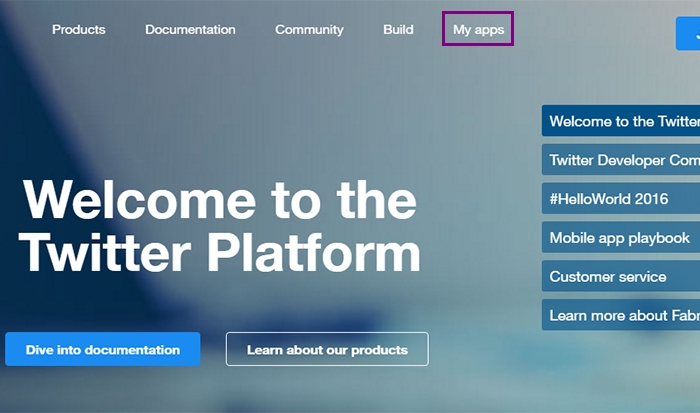 Products Documentation Community Build My apps
Welcome to the Twitter
Twitter Developer Com
#HelloWorld 2016
Mobile app playbook
Customer service
Learn more about Fabr
Welcome to the
Twitter Platform
Dive into documentation Learn about our products